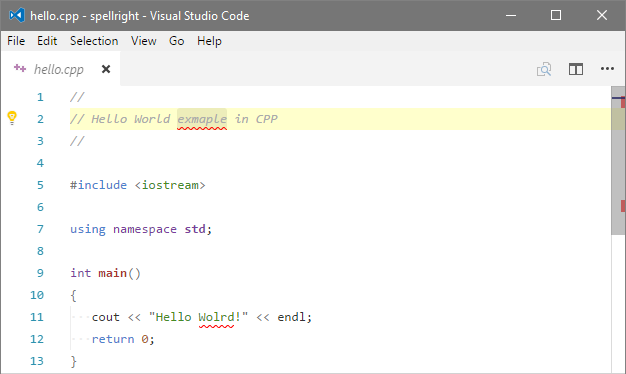 hello.cpp - spellright - Visual Studio Code
File Edit Selection View Go Help
hello.cpp
1 //
2 // Hello World exmaple in CPP
3 //
4
5 #include <iostream>
6
7 using namespace std;
8
9 int main()
10 {
11 cout << "Hello Wolrd!" << endl;
12 return 0;
13 }